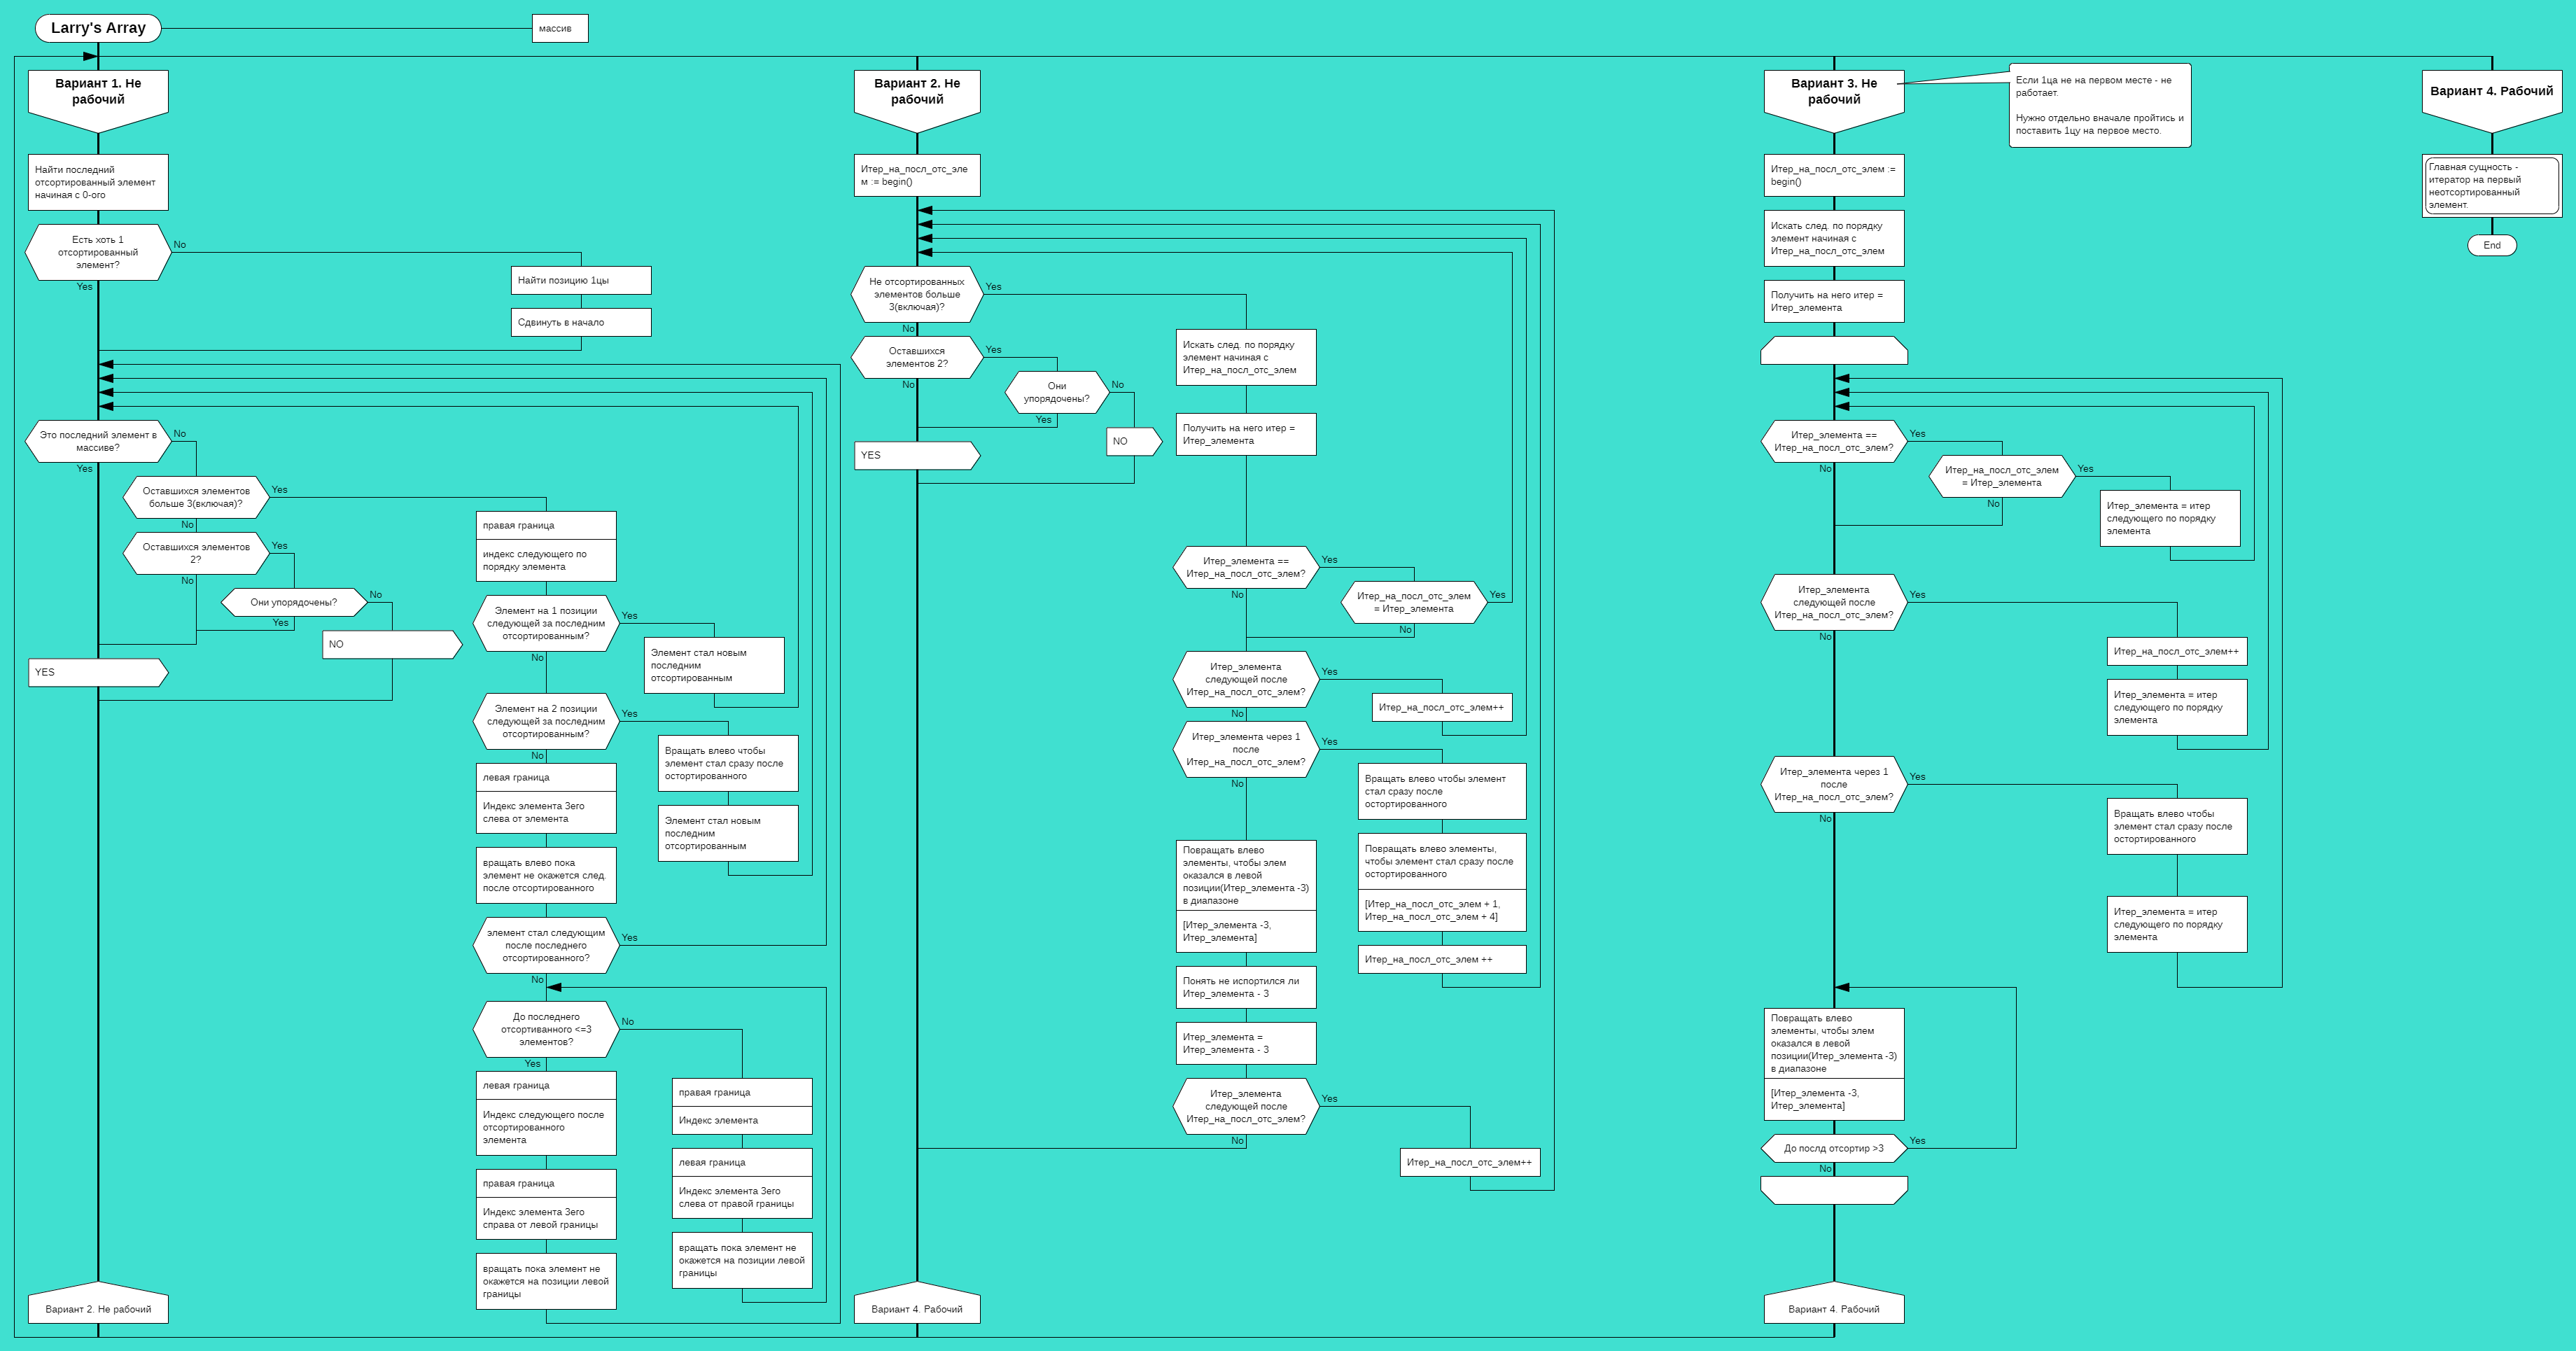 Larry's Array
массив
Вариант 1. Не
рабочий
Найти последний
отсортированный элемент
начиная с 0-ого
Есть хоть 1
отсортированный
элемент?
No
Yes
Найти позицию 1цы
Сдвинуть в начало
Это последний элемент в
массиве?
No
Yes
Оставшихся элементов
больше 3(включая)?
Yes
No
Оставшихся элементов
2?
Yes
No
Они упорядочены?
No
Yes
NO
YES
правая граница
индекс следующего по
порядку элемента
Элемент на 1 позиции
следующей за последним
отсортированным?
Yes
No
Элемент стал новым
последним
отсортированным
Элемент на 2 позиции
следующей за последним
отсортированным?
Yes
No
Вращать влево чтобы
элемент стал сразу после
остортированного
Элемент стал новым
последним
отсортированным
левая граница
Индекс элемента 3его
слева от элемента
вращать влево пока
элемент не окажется след.
после отсортированного
элемент стал следующим
после последнего
отсортированного?
Yes
No
До последнего
отсортиванного <=3
элементов?
No
Yes
левая граница
Индекс следующего после
отсортированного
элемента
правая граница
Индекс элемента 3его
справа от левой границы
вращать пока элемент не
окажется на позиции левой
границы
правая граница
Индекс элемента
левая граница
Индекс элемента 3его
слева от правой границы
вращать пока элемент не
окажется на позиции левой
границы
Вариант 2. Не рабочий
Вариант 2. Не
рабочий
Итер_на_посл_отс_эле
м := begin()
Не отсортированных
элементов больше
3(включая)?
Yes
No
Оставшихся
элементов 2?
Yes
No
Они
упорядочены?
No
Yes
NO
YES
Искать след. по порядку
элемент начиная с
Итер_на_посл_отс_элем
Получить на него итер =
Итер_элемента
Итер_элемента ==
Итер_на_посл_отс_элем?
Yes
No
Итер_на_посл_отс_элем
= Итер_элемента
Yes
No
Итер_элемента
следующей после
Итер_на_посл_отс_элем?
Yes
No
Итер_на_посл_отс_элем++
Итер_элемента через 1
после
Итер_на_посл_отс_элем?
Yes
No
Вращать влево чтобы элемент
стал сразу после
остортированного
Повращать влево элементы,
чтобы элемент стал сразу после
остортированного
[Итер_на_посл_отс_элем + 1,
Итер_на_посл_отс_элем + 4]
Итер_на_посл_отс_элем ++
Повращать влево
элементы, чтобы элем
оказался в левой
позиции(Итер_элемента -3)
в диапазоне
[Итер_элемента -3,
Итер_элемента]
Понять не испортился ли
Итер_элемента - 3
Итер_элемента =
Итер_элемента - 3
Итер_элемента
следующей после
Итер_на_посл_отс_элем?
Yes
No
Итер_на_посл_отс_элем++
Вариант 4. Рабочий
Вариант 3. Не
рабочий
Если 1ца не на первом месте - не
работает.
Нужно отдельно вначале пройтись и
поставить 1цу на первое место.
Итер_на_посл_отс_элем :=
begin()
Искать след. по порядку
элемент начиная с
Итер_на_посл_отс_элем
Получить на него итер =
Итер_элемента
Итер_элемента ==
Итер_на_посл_отс_элем?
Yes
No
Итер_на_посл_отс_элем
= Итер_элемента
Yes
No
Итер_элемента = итер
следующего по порядку
элемента
Итер_элемента
следующей после
Итер_на_посл_отс_элем?
Yes
No
Итер_на_посл_отс_элем++
Итер_элемента = итер
следующего по порядку
элемента
Итер_элемента через 1
после
Итер_на_посл_отс_элем?
Yes
No
Вращать влево чтобы
элемент стал сразу после
остортированного
Итер_элемента = итер
следующего по порядку
элемента
Повращать влево
элементы, чтобы элем
оказался в левой
позиции(Итер_элемента -3)
в диапазоне
[Итер_элемента -3,
Итер_элемента]
До послд отсортир >3
Yes
No
Вариант 4. Рабочий
Вариант 4. Рабочий
Главная сущность -
итератор на первый
неотсортированный
элемент.
End